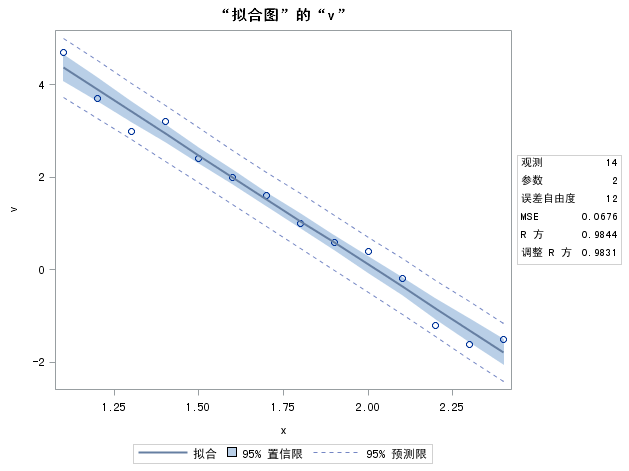 “拟合图”的“v”
4
2
0
-2
v
1.25
1.50
1.75
2.00
2.25
x
观测 14
参数 2
误差自由度 12
MSE 0.0676
R 方 0.9844
调整 R 方 0.9831
拟合 95% 置信限 95% 预测限